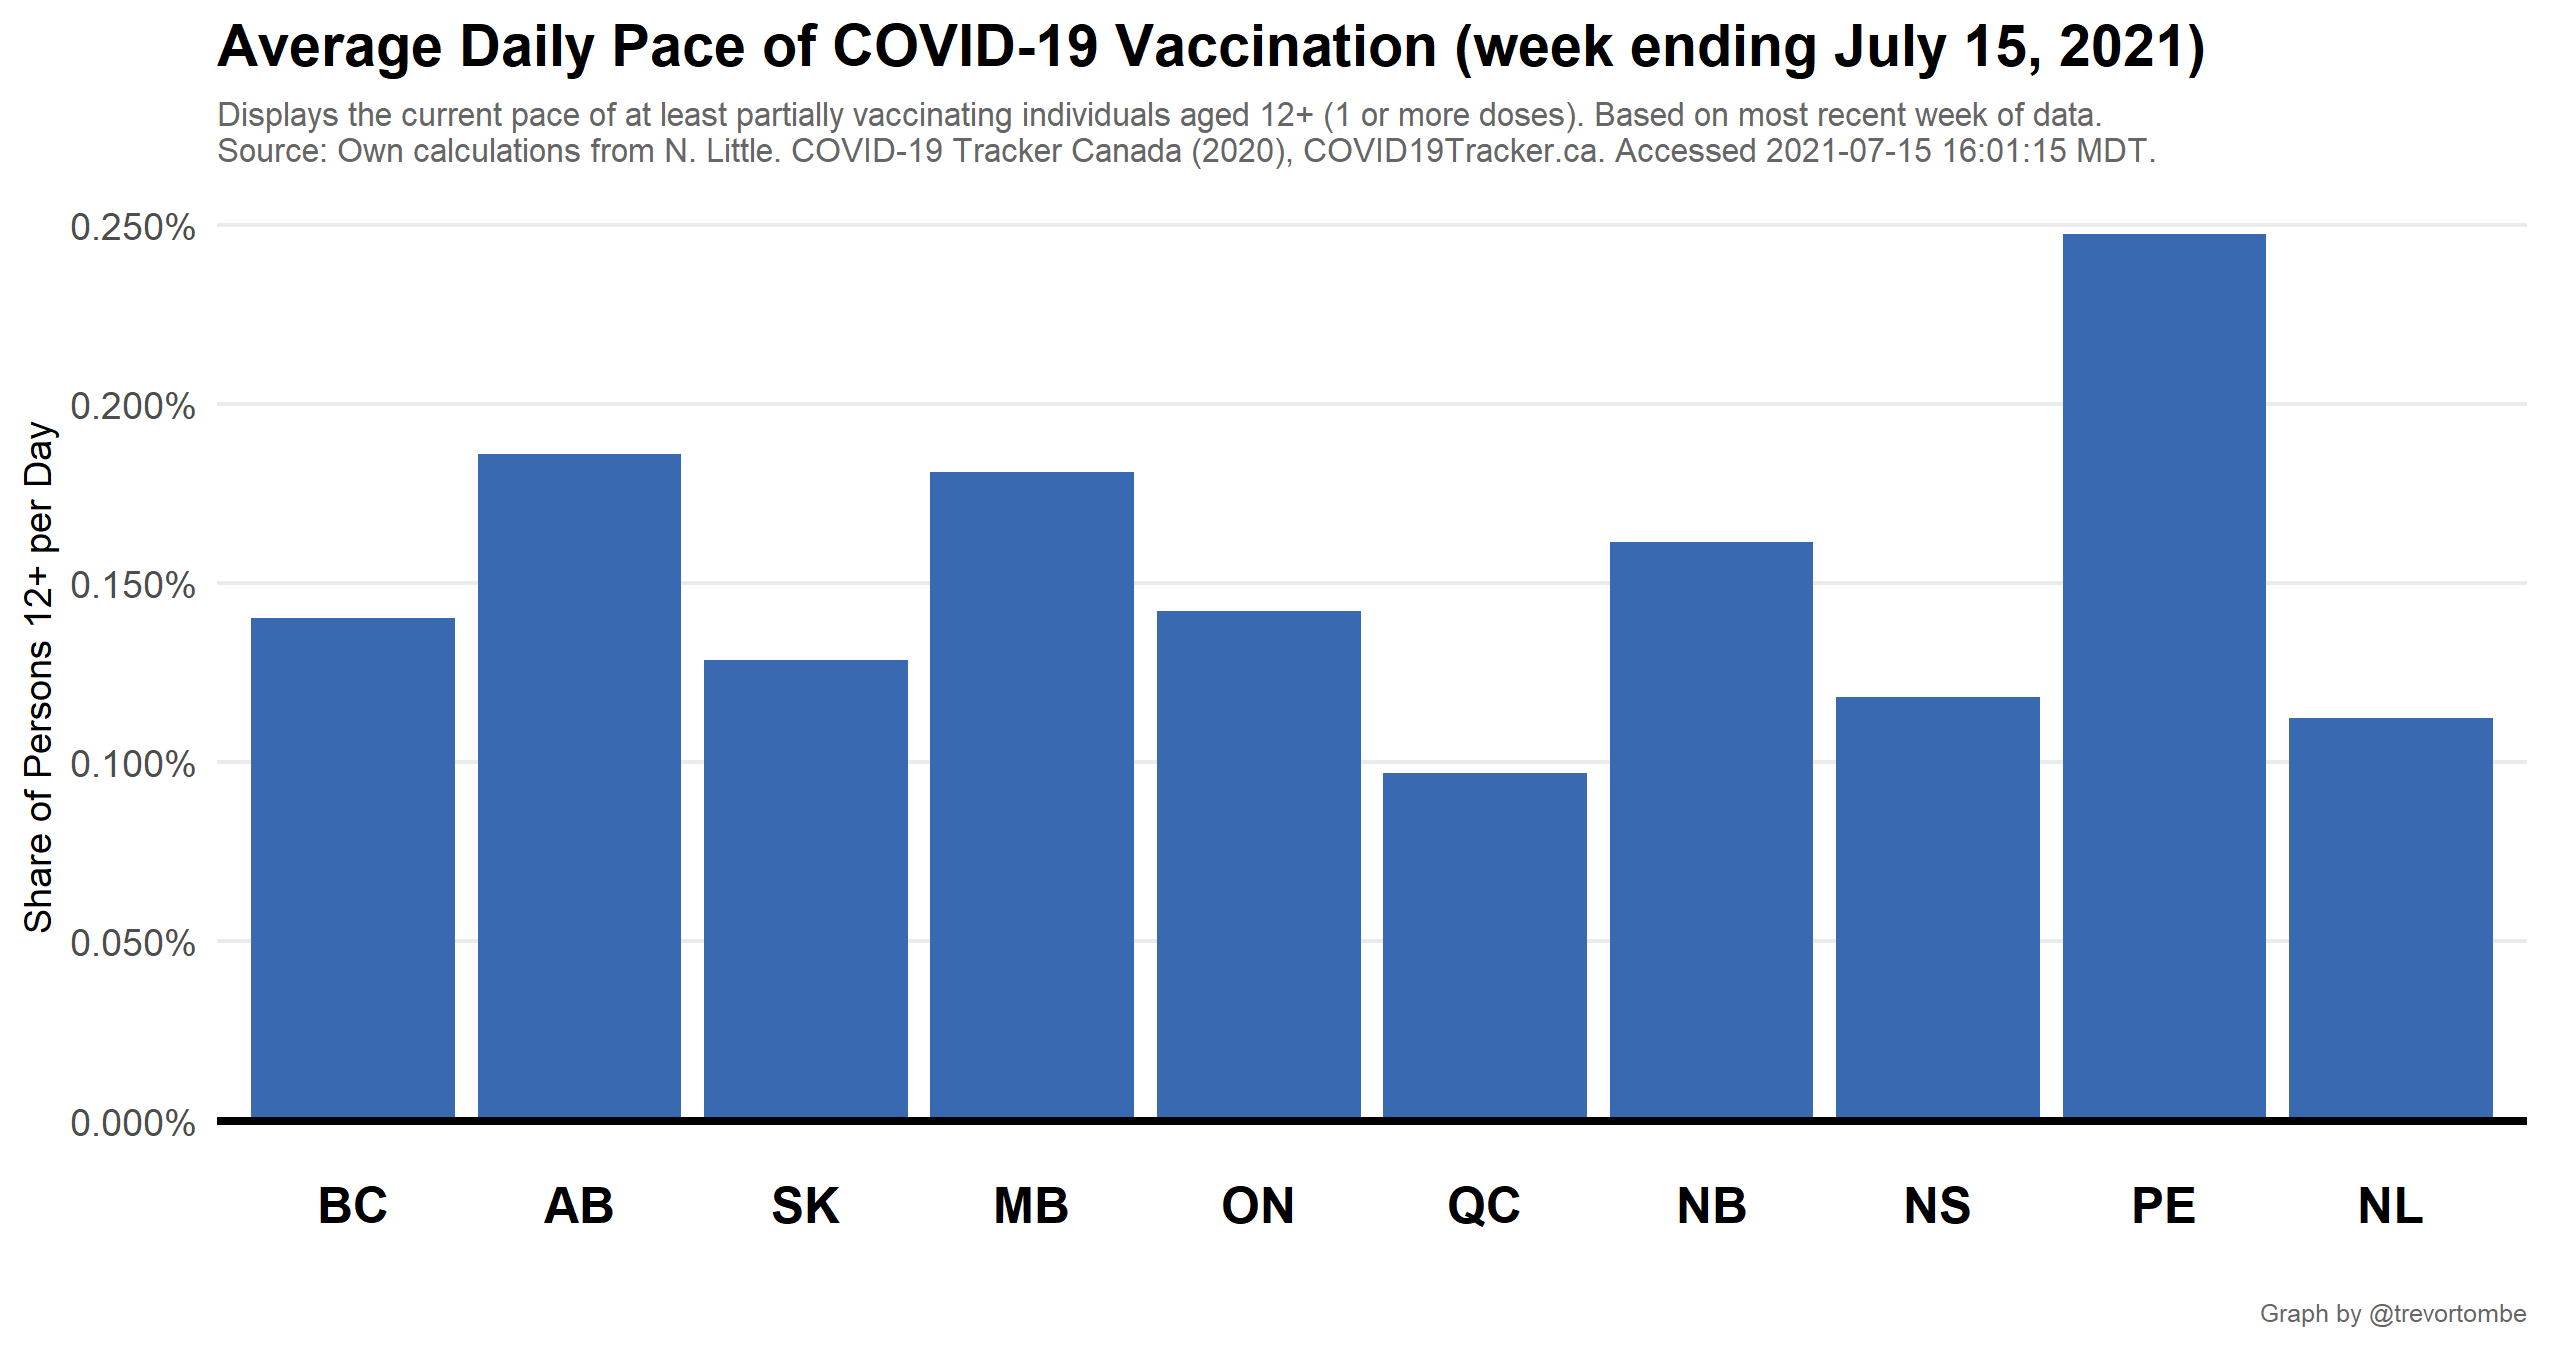 Average Daily Pace of COVID-19 Vaccination (week ending July 15, 2021)
Displays the current pace of at least partially vaccinating individuals aged 12+ (1 or more doses). Based on most recent week of data.
Source: Own calculations from N. Little. COVID-19 Tracker Canada (2020), COVID19Tracker.ca. Accessed 2021-07-15 16:01:15 MDT.
Share of Persons 12+ per Day
0.250%
0.200%
0.150%
0.100%
0.050%
0.000%
BC AB SK MB ON QC NB NS PE NL
Graph by @trevortombe